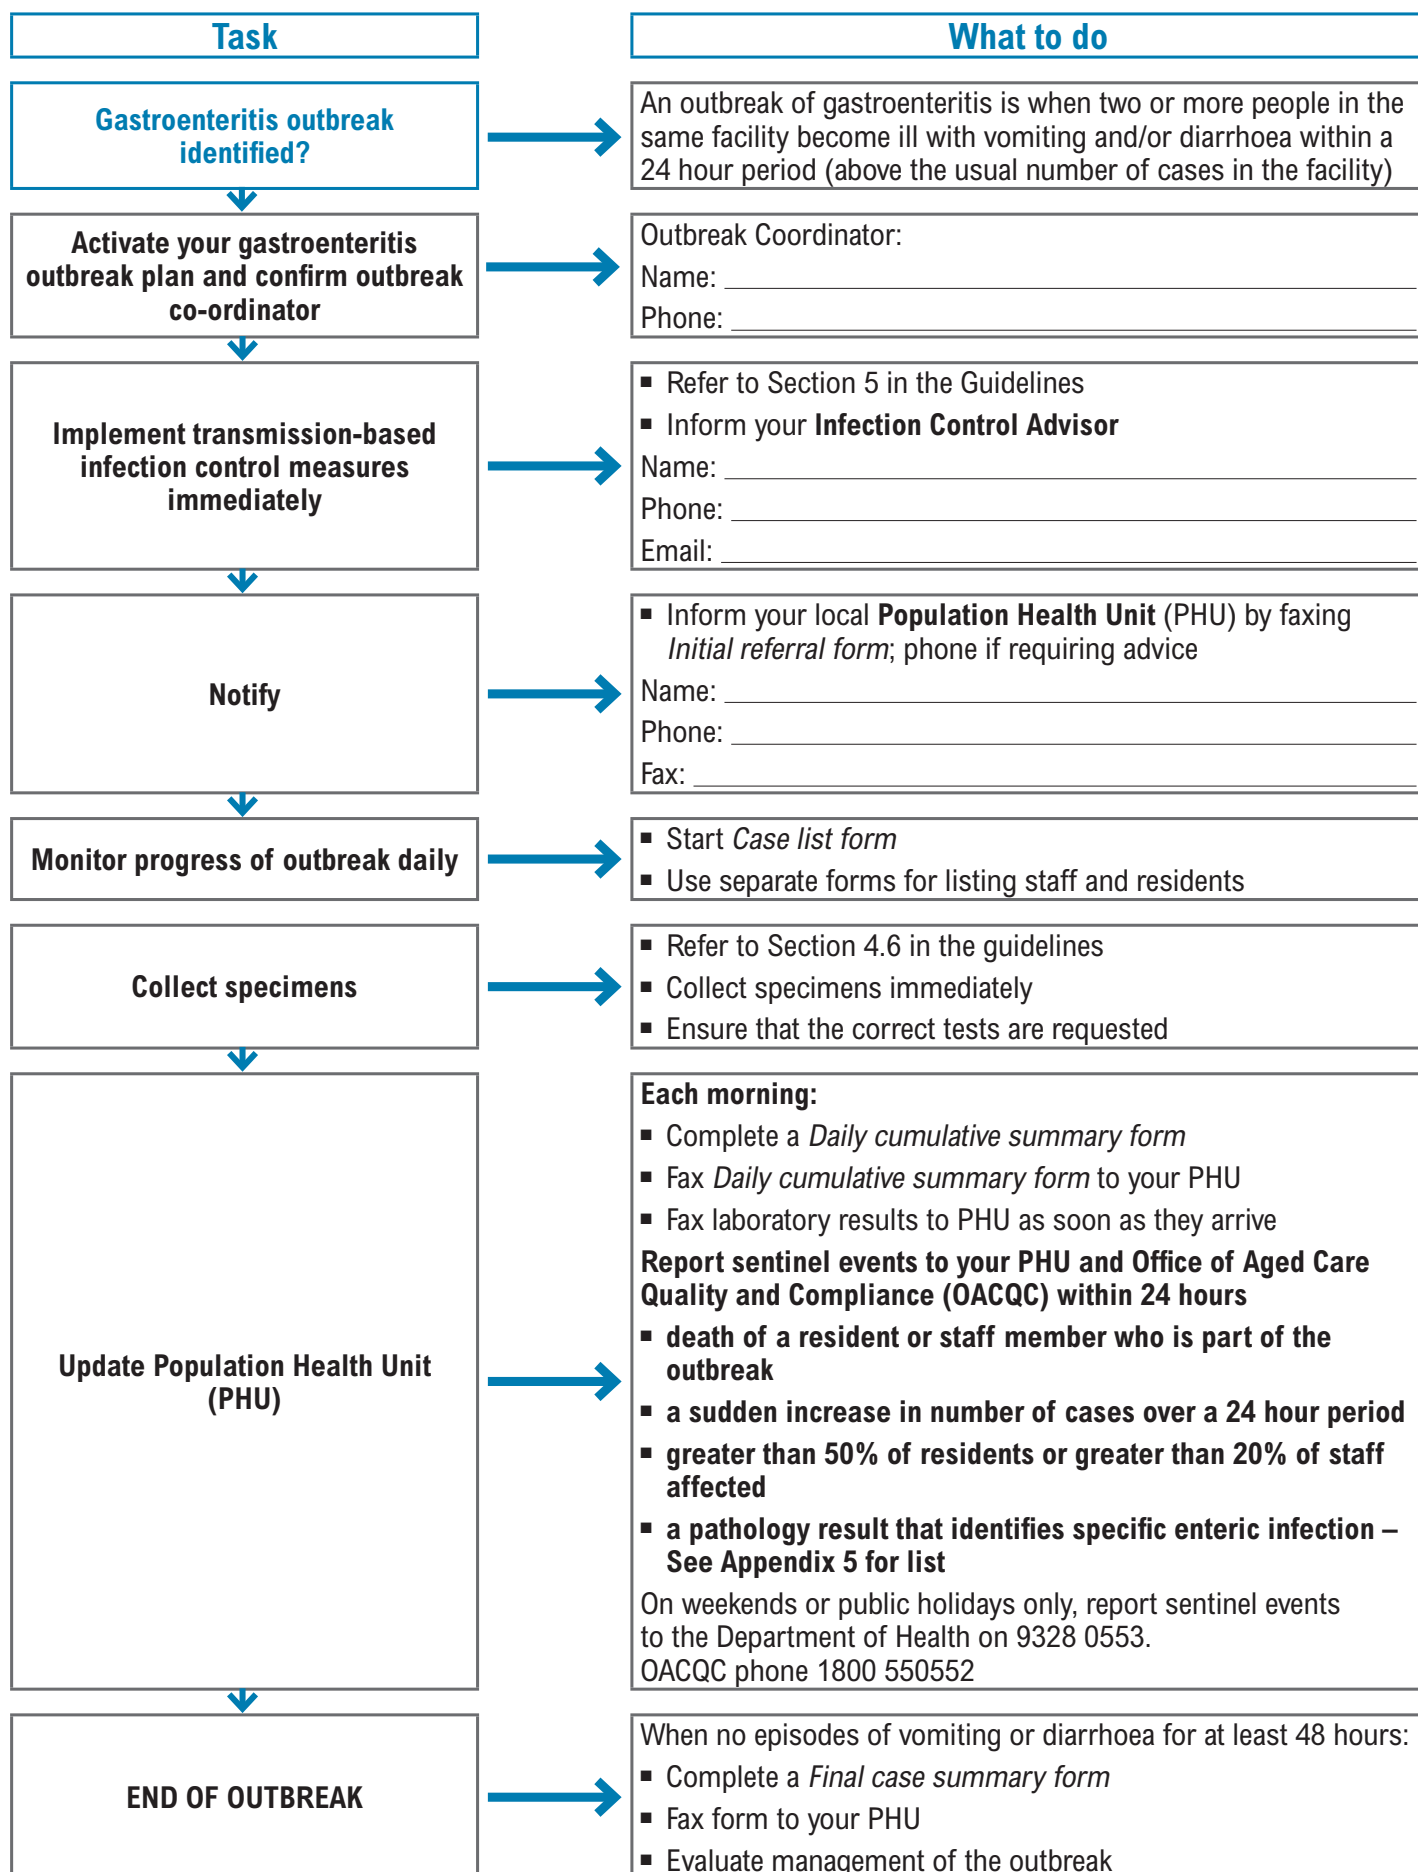 Task
What to do
Gastroenteritis outbreak
identified?
An outbreak of gastroenteritis is when two or more people in the
same facility become ill with vomiting and/or diarrhoea within a
24 hour period (above the usual number of cases in the facility)
Activate your gastroenteritis
outbreak plan and confirm outbreak
co-ordinator
Outbreak Coordinator:
Name:
Phone:
Implement transmission-based
infection control measures
immediately
■ Refer to Section 5 in the Guidelines
■ Inform your Infection Control Advisor
Name:
Phone:
Email:
Notify
■ Inform your local Population Health Unit (PHU) by faxing
Initial referral form; phone if requiring advice
Name:
Phone:
Fax:
Monitor progress of outbreak daily
■ Start Case list form
■ Use separate forms for listing staff and residents
Collect specimens
■ Refer to Section 4.6 in the guidelines
■ Collect specimens immediately
■ Ensure that the correct tests are requested
Update Population Health Unit
(PHU)
Each morning:
■ Complete a Daily cumulative summary form
■ Fax Daily cumulative summary form to your PHU
■ Fax laboratory results to PHU as soon as they arrive
Report sentinel events to your PHU and Office of Aged Care
Quality and Compliance (OACQC) within 24 hours
■ death of a resident or staff member who is part of the
outbreak
■ a sudden increase in number of cases over a 24 hour period
■ greater than 50% of residents or greater than 20% of staff
affected
■ a pathology result that identifies specific enteric infection –
See Appendix 5 for list
On weekends or public holidays only, report sentinel events
to the Department of Health on 9328 0553.
OACQC phone 1800 550552
END OF OUTBREAK
When no episodes of vomiting or diarrhoea for at least 48 hours:
■ Complete a Final case summary form
■ Fax form to your PHU
■ Evaluate management of the outbreak